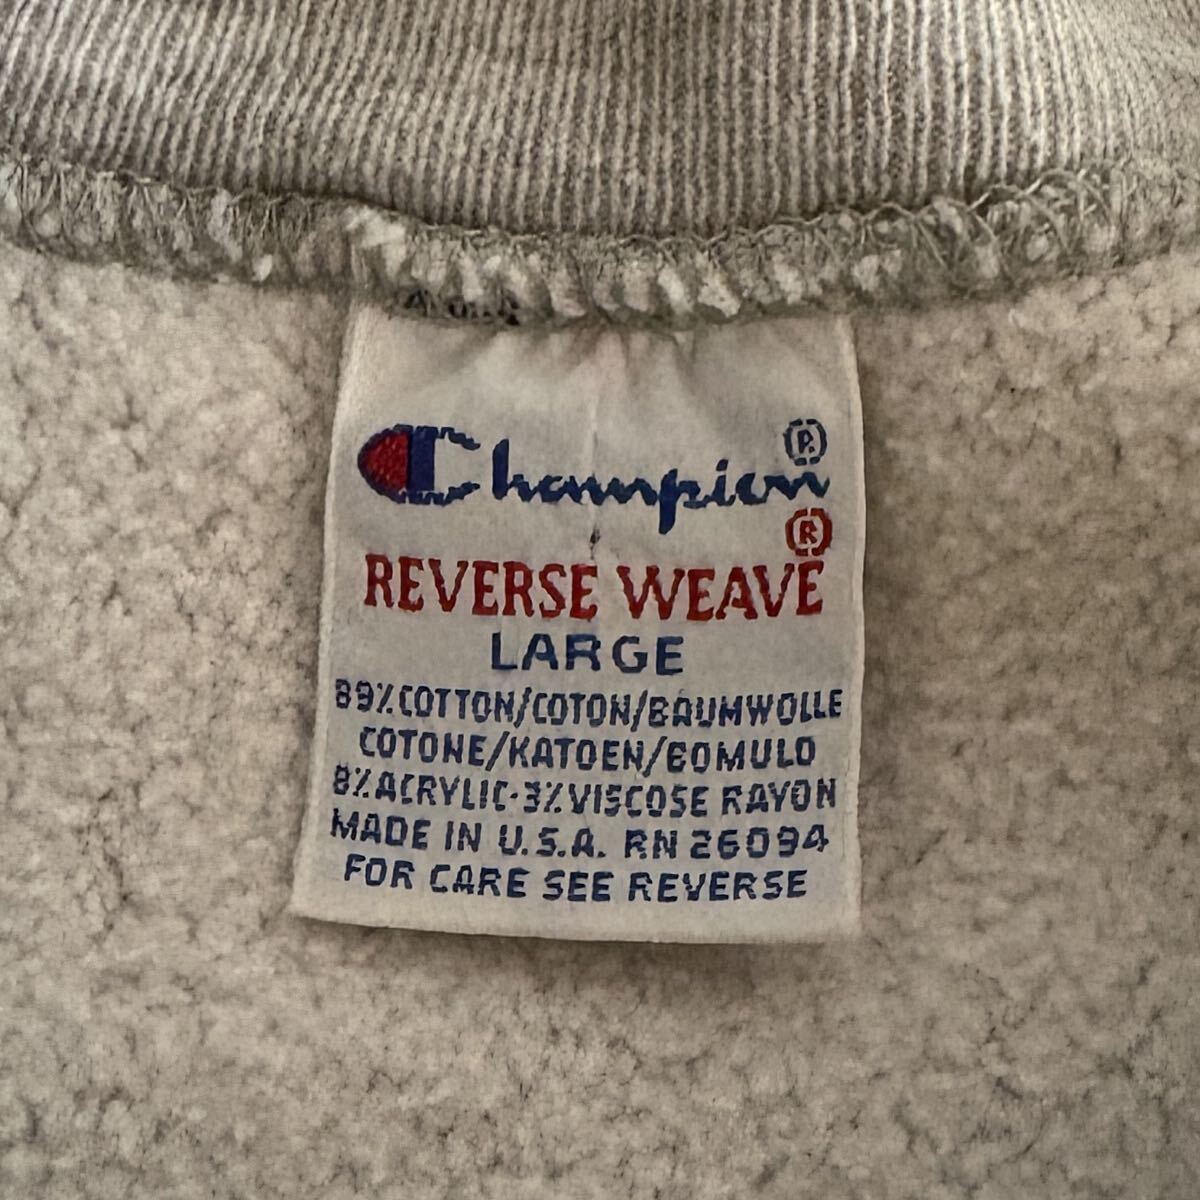 Champion®
REVERSE WEAVE®
LARGE
89% COTTON/COTON/BAUMWOLLE
COTONE/KATOEN/BOMULD
8% ACRYLIC·3% VISCOSE RAYON
MADE IN U.S.A. RN 26094
FOR CARE SEE REVERSE